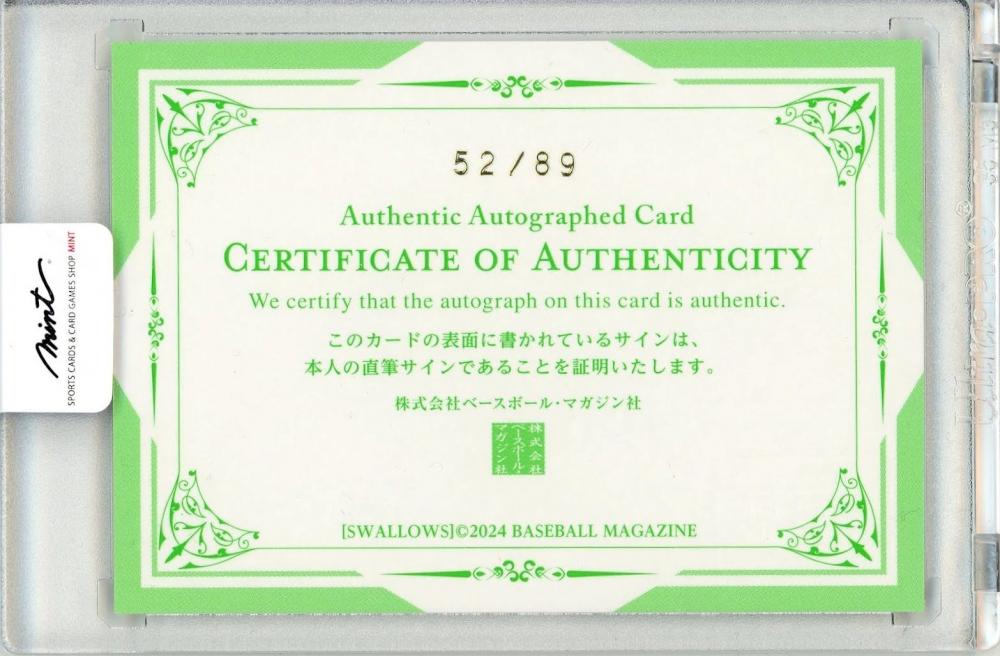 52/89
Authentic Autographed Card
CERTIFICATE OF AUTHENTICITY
We certify that the autograph on this card is authentic.
このカードの表面に書かれているサインは、
本人の直筆サインであることを証明いたします。
株式会社ベースボール・マガジン社
株式会社
ベースボール・
マガジン社
[SWALLOWS]©2024 BASEBALL MAGAZINE
mint
SPORTS CARDS & CARD GAMES SHOP MINT